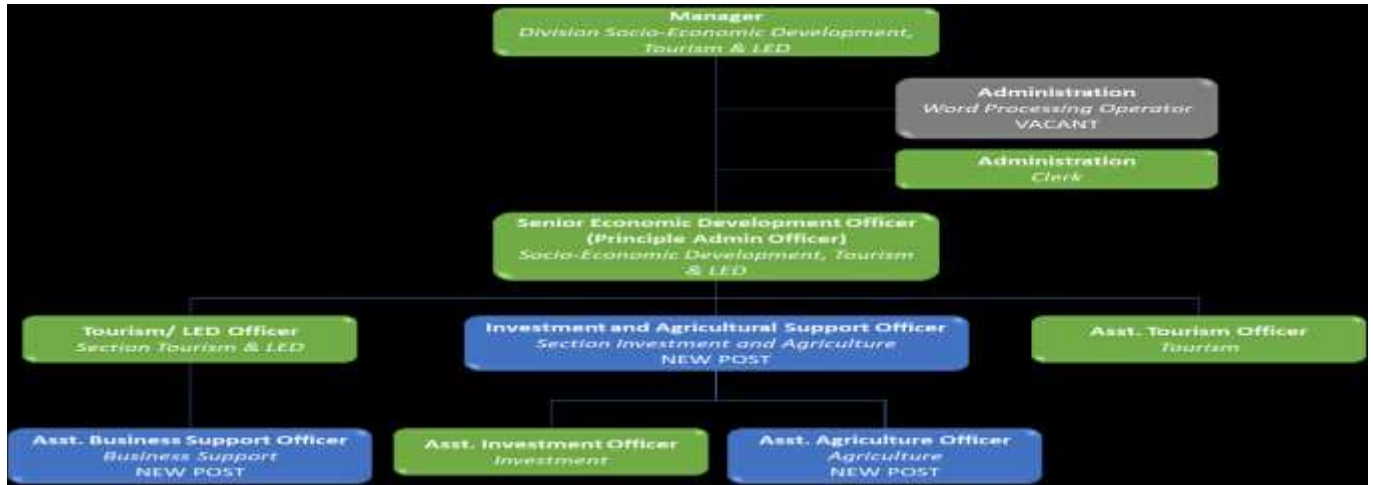 Manager
Division Socio-Economic Development,
Tourism & LED
Administration
Word Processing Operator
VACANT
Administration
Clerk
Senior Economic Development Officer
(Principle Admin Officer)
Socio-Economic Development, Tourism
& LED
Tourism/ LED Officer
Section Tourism & LED
Investment and Agricultural Support Officer
Section Investment and Agriculture
NEW POST
Asst. Tourism Officer
Tourism
Asst. Business Support Officer
Business Support
NEW POST
Asst. Investment Officer
Investment
Asst. Agriculture Officer
Agriculture
NEW POST